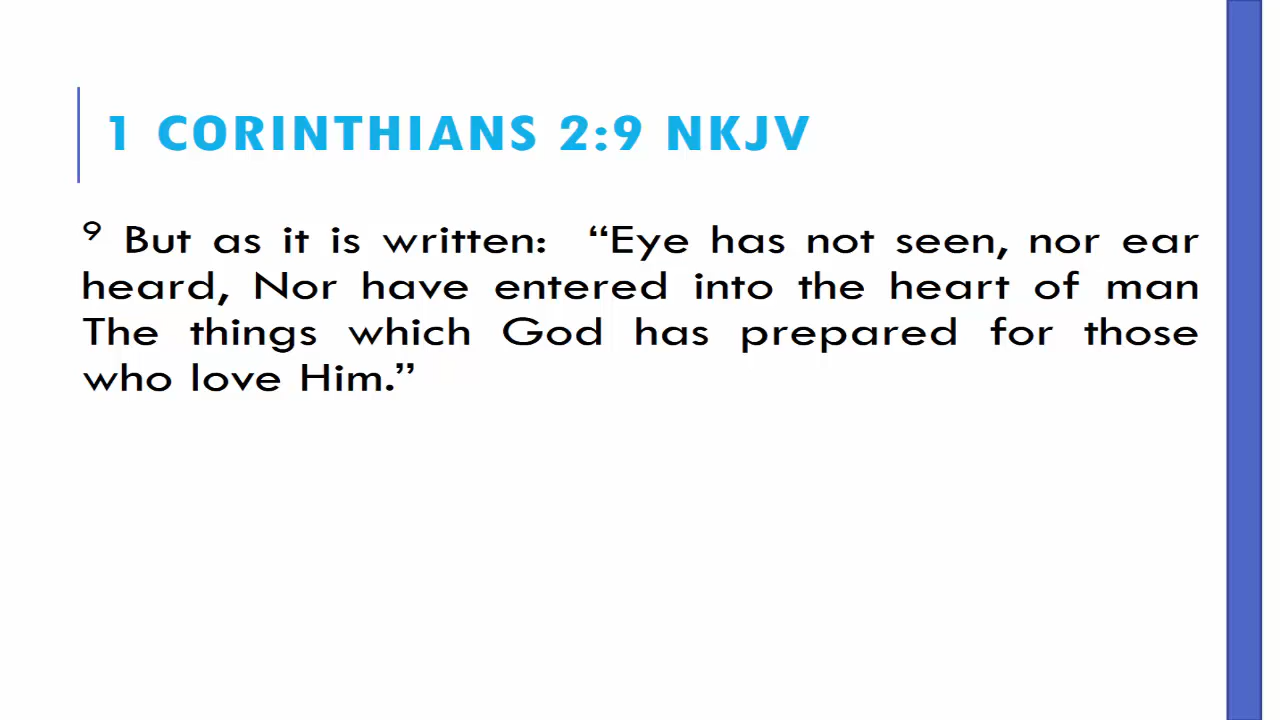 1 CORINTHIANS 2:9 NKJV
9 But as it is written: “Eye has not seen, nor ear
heard, Nor have entered into the heart of man
The things which God has prepared for those
who love Him.”